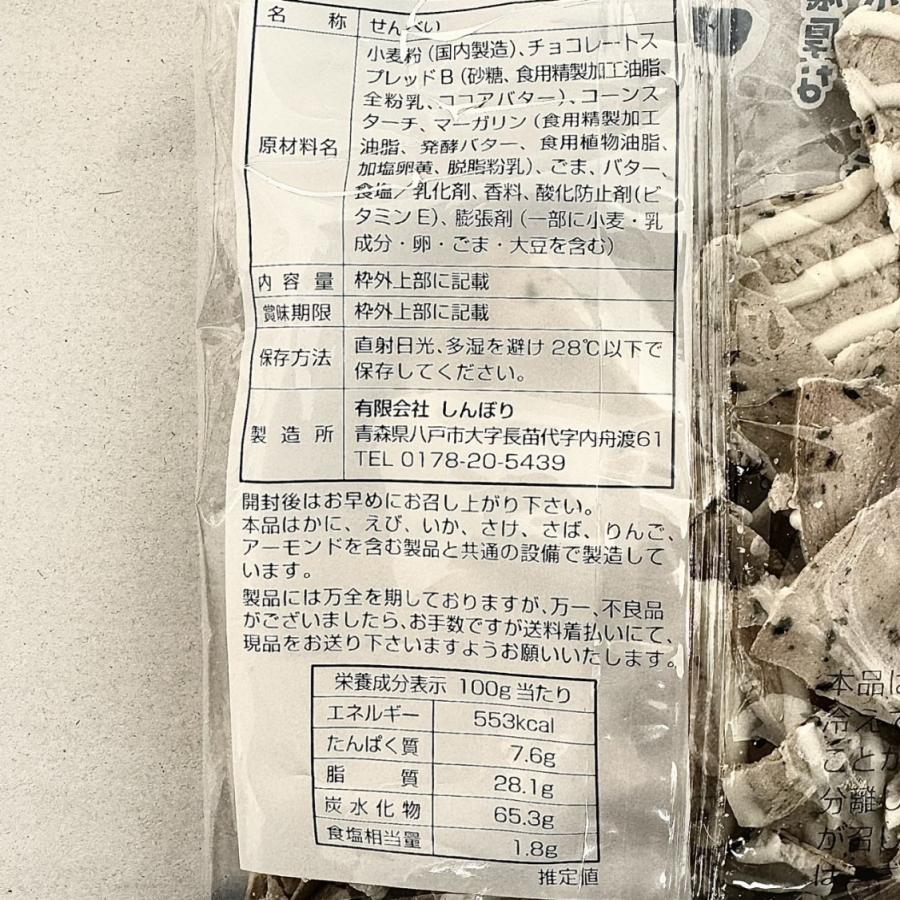 名 称 せんべい
原材料名
小麦粉(国内製造)、チョコレートス
プレッドB(砂糖、食用精製加工油脂、
全粉乳、ココアバター)、コーンス
ターチ、マーガリン(食用精製加工
油脂、発酵バター、食用植物油脂、
加塩卵黄、脱脂粉乳)、ごま、バター、
食塩/乳化剤、香料、酸化防止剤(ビ
タミンE)、膨張剤(一部に小麦・乳
成分・卵・ごま・大豆を含む)
内容量 枠外上部に記載
賞味期限 枠外上部に記載
保存方法
直射日光、多湿を避け28℃以下で
保存してください。
製造所
有限会社 しんぼり
青森県八戸市大字長苗代字内舟渡61
TEL 0178-20-5439
開封後はお早めにお召し上がり下さい。
本品はかに、えび、いか、さけ、さば、りんご、
アーモンドを含む製品と共通の設備で製造して
います。
製品には万全を期しておりますが、万一、不良品
がございましたら、お手数ですが送料着払いにて、
現品をお送り下さいますようお願いいたします。
栄養成分表示 100g当たり
エネルギー 553kcal
たんぱく質 7.6g
脂 質 28.1g
炭水化物 65.3g
食塩相当量 1.8g
推定値
本品は
冷えて
ことが
分離し
が召し